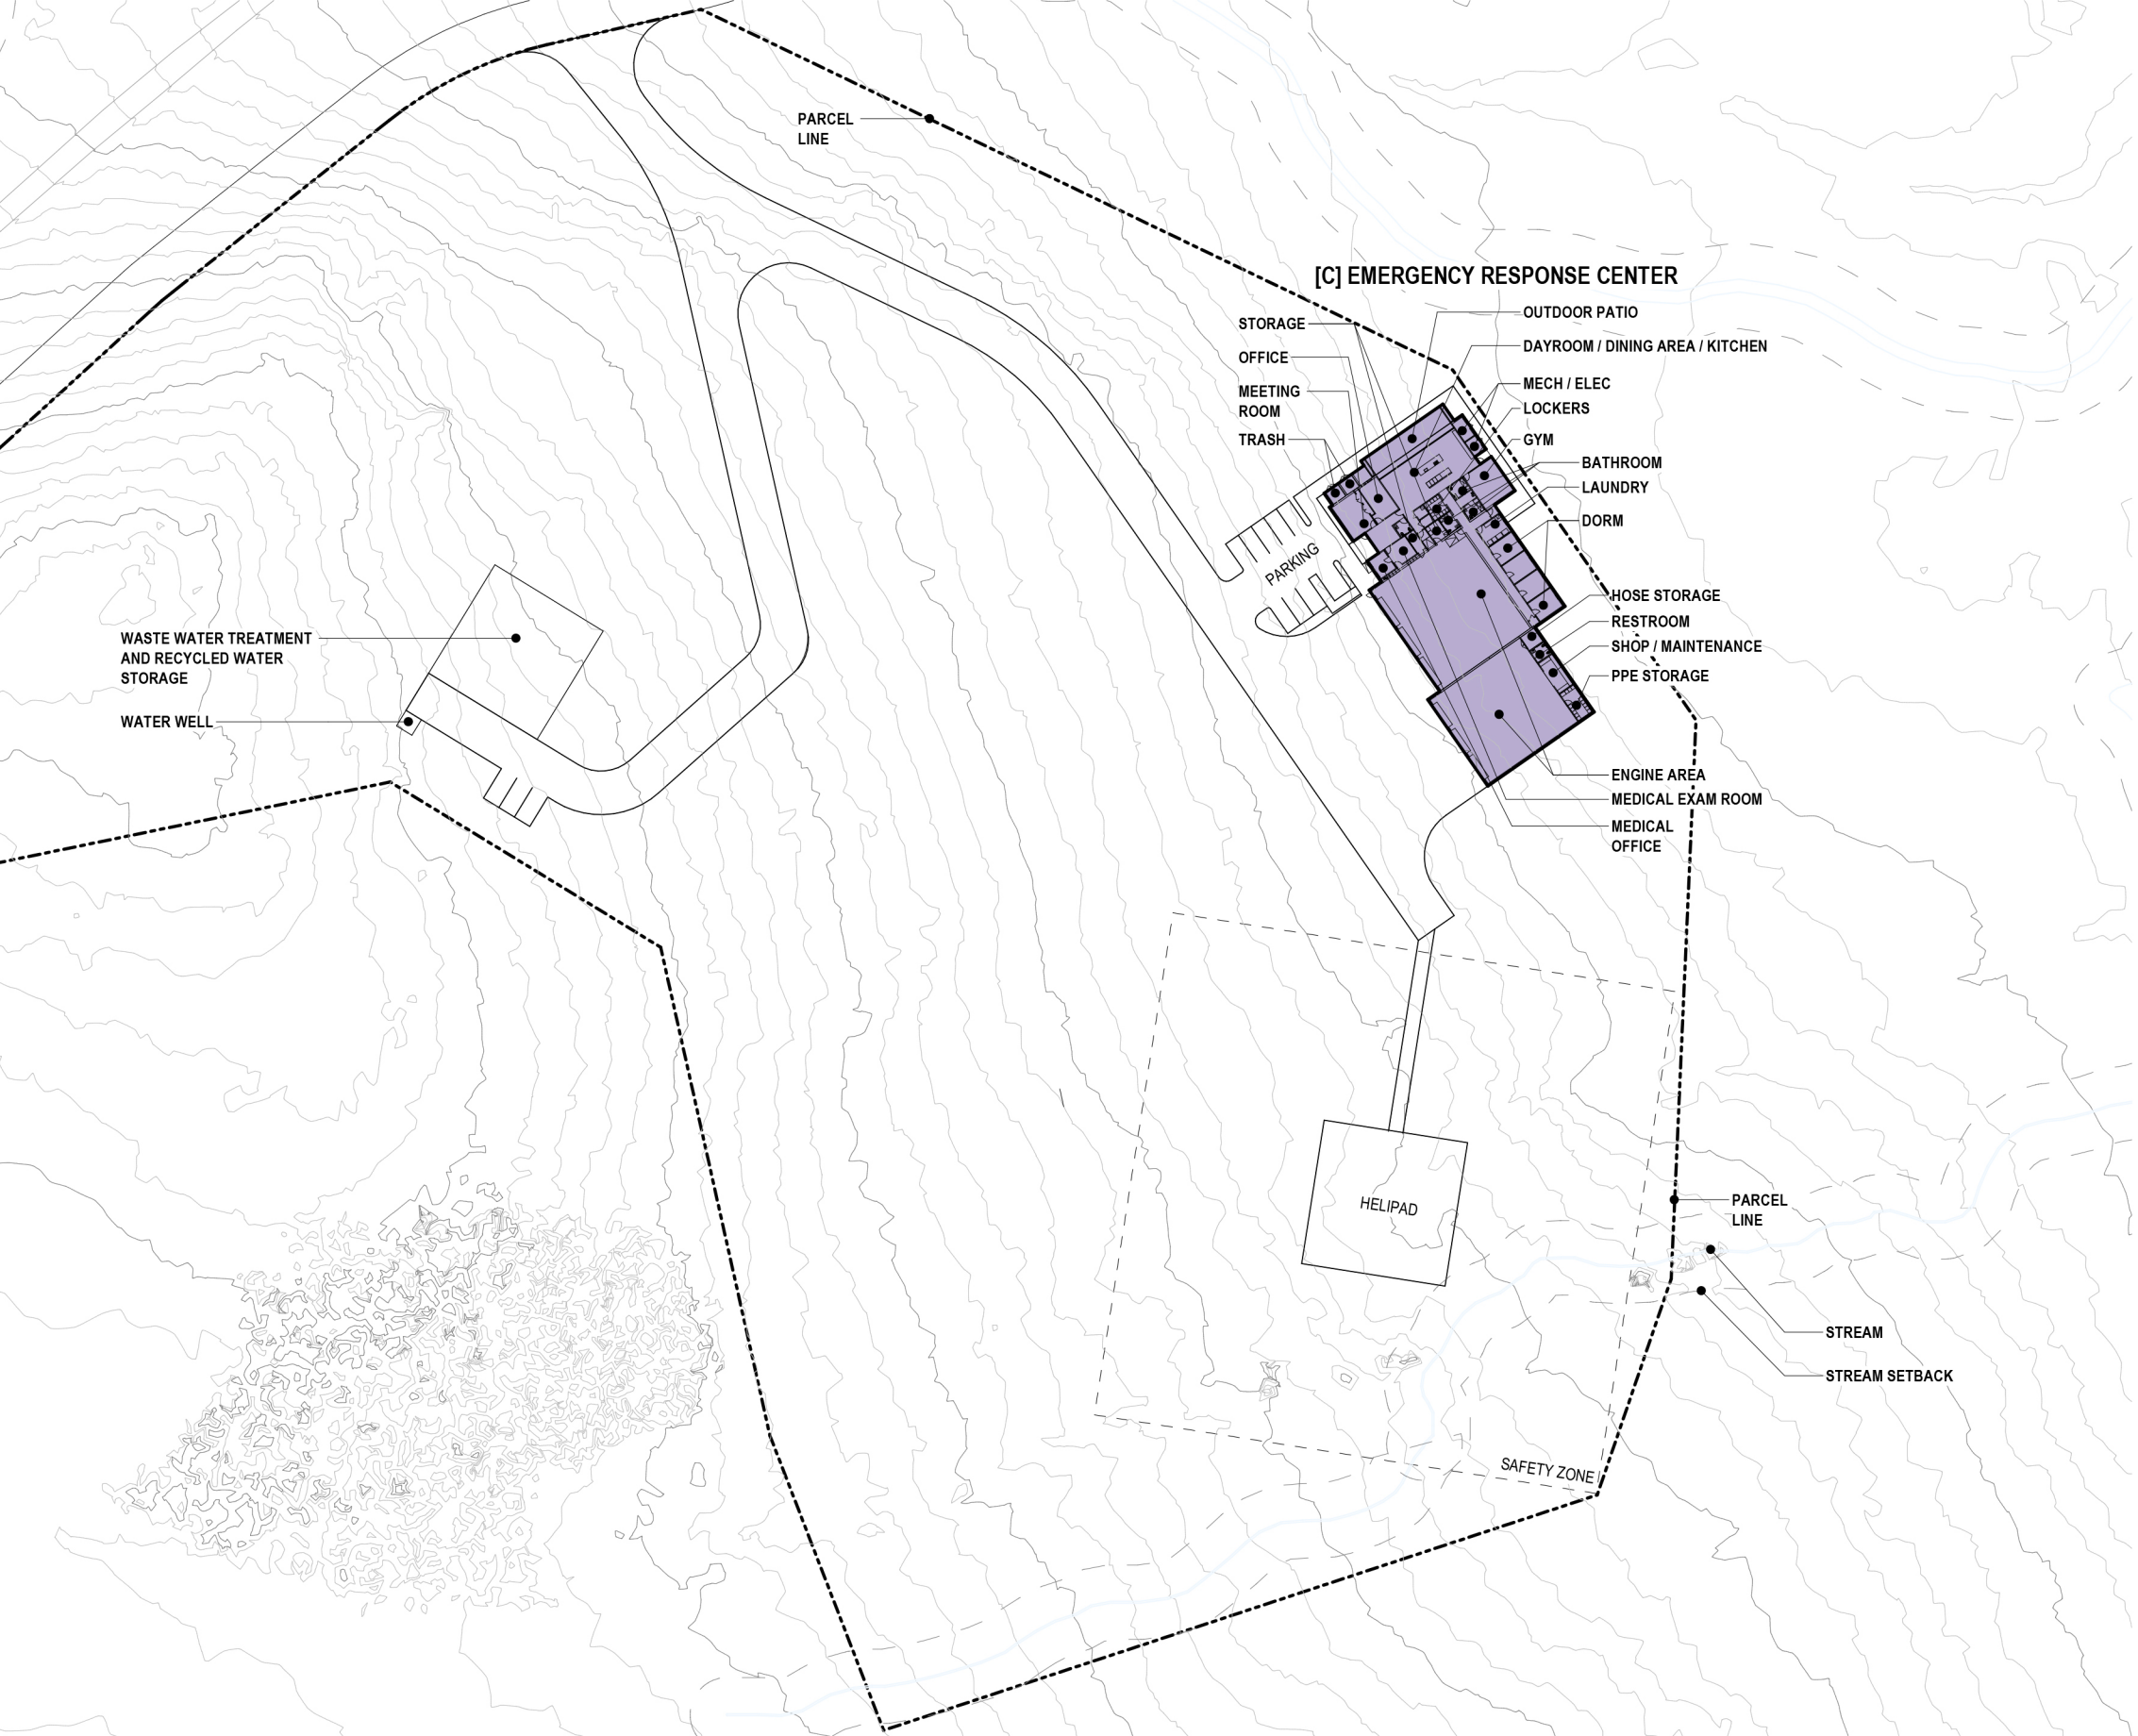 PARCEL
LINE
[C] EMERGENCY RESPONSE CENTER
STORAGE
OFFICE
MEETING
ROOM
TRASH
OUTDOOR PATIO
DAYROOM / DINING AREA / KITCHEN
MECH / ELEC
LOCKERS
GYM
BATHROOM
LAUNDRY
DORM
PARKING
HOSE STORAGE
RESTROOM
SHOP / MAINTENANCE
PPE STORAGE
WASTE WATER TREATMENT
AND RECYCLED WATER
STORAGE
WATER WELL
ENGINE AREA
MEDICAL EXAM ROOM
MEDICAL
OFFICE
HELIPAD
PARCEL
LINE
STREAM
STREAM SETBACK
SAFETY ZONE